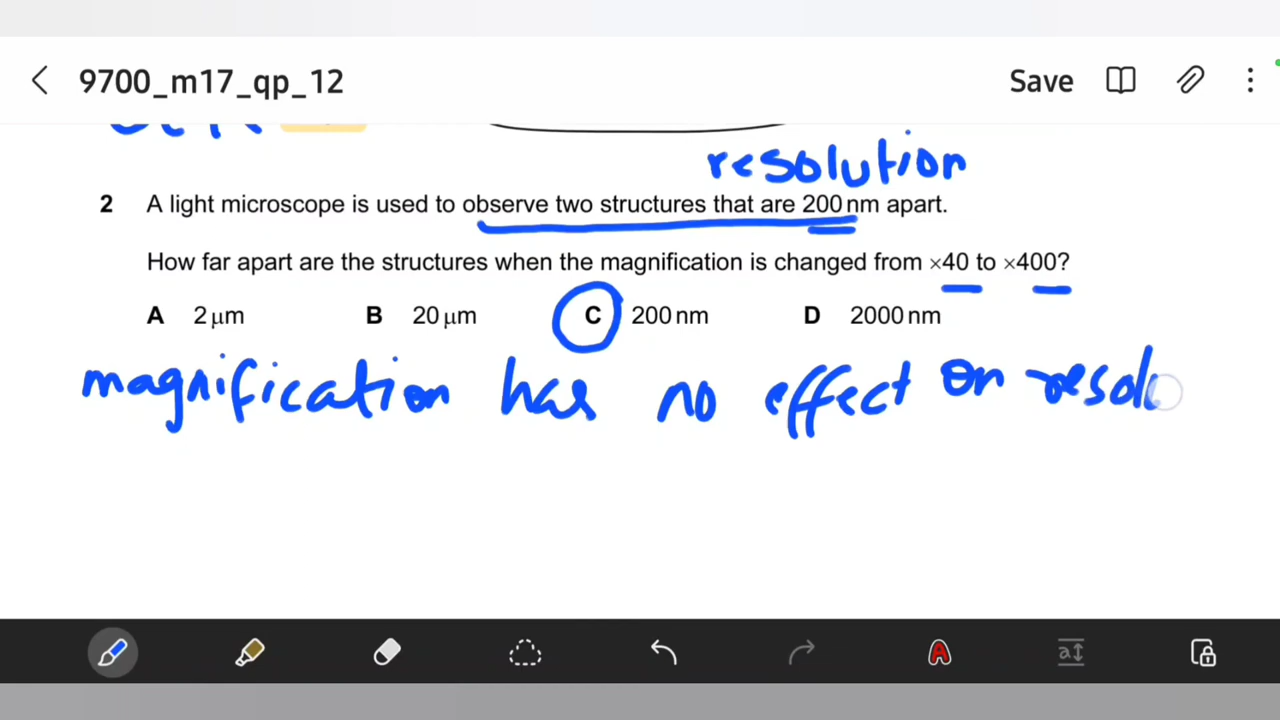 9700_m17_qp_12
Save
resolution
2 A light microscope is used to observe two structures that are 200 nm apart.
How far apart are the structures when the magnification is changed from ×40 to ×400?
A 2 μm B 20 μm C 200 nm D 2000 nm
magnification has no effect on resol